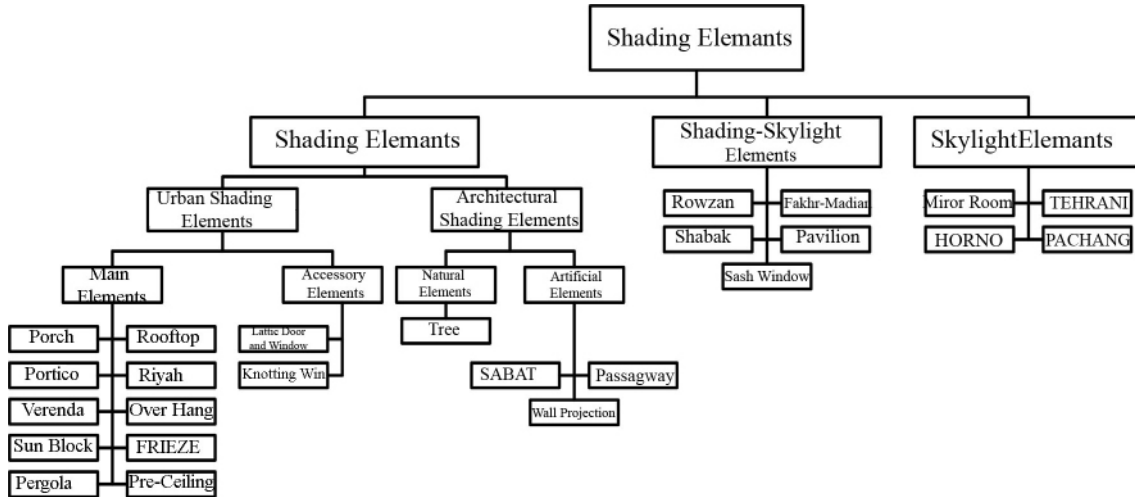 Shading Elemants
Shading Elemants
Shading-Skylight
Elements
SkylightElemants
Urban Shading
Elements
Architectural
Shading Elements
Rowzan
Fakhr-Madian
Miror Room
TEHRANI
Shabak
Pavilion
HORNO
PACHANG
Sash Window
Main
Elements
Accessory
Elements
Natural
Elements
Artificial
Elements
Porch
Rooftop
Lattic Door
and Window
Tree
Portico
Riyah
Knotting Win
SABAT
Passagway
Verenda
Over Hang
Wall Projection
Sun Block
FRIEZE
Pergola
Pre-Ceiling